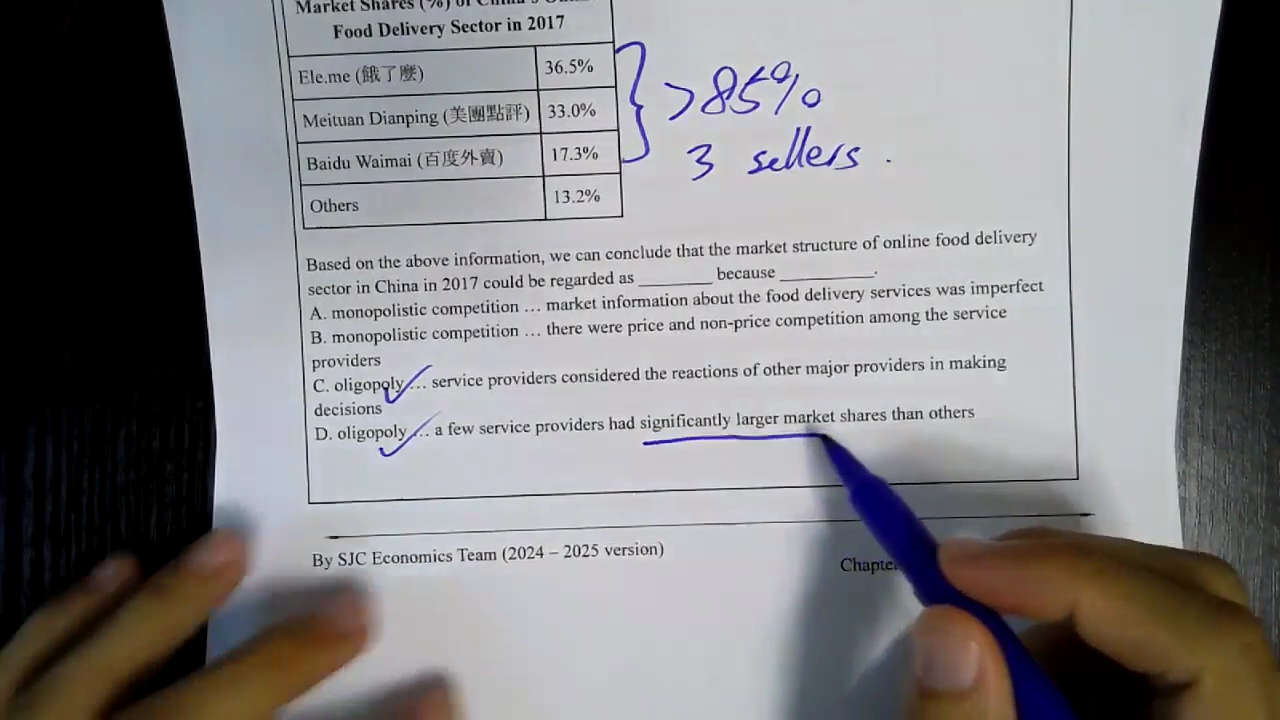 Market Shares (%) of China's
Food Delivery Sector in 2017
Ele.me (餓了麼) 36.5%
Meituan Dianping (美團點評) 33.0%
Baidu Waimai (百度外賣) 17.3%
Others 13.2%
>85%
3 sellers.
Based on the above information, we can conclude that the market structure of online food delivery
sector in China in 2017 could be regarded as ________ because __________.
A. monopolistic competition … market information about the food delivery services was imperfect
B. monopolistic competition … there were price and non-price competition among the service
providers
C. oligopoly … service providers considered the reactions of other major providers in making
decisions
D. oligopoly … a few service providers had significantly larger market shares than others
By SJC Economics Team (2024 – 2025 version)